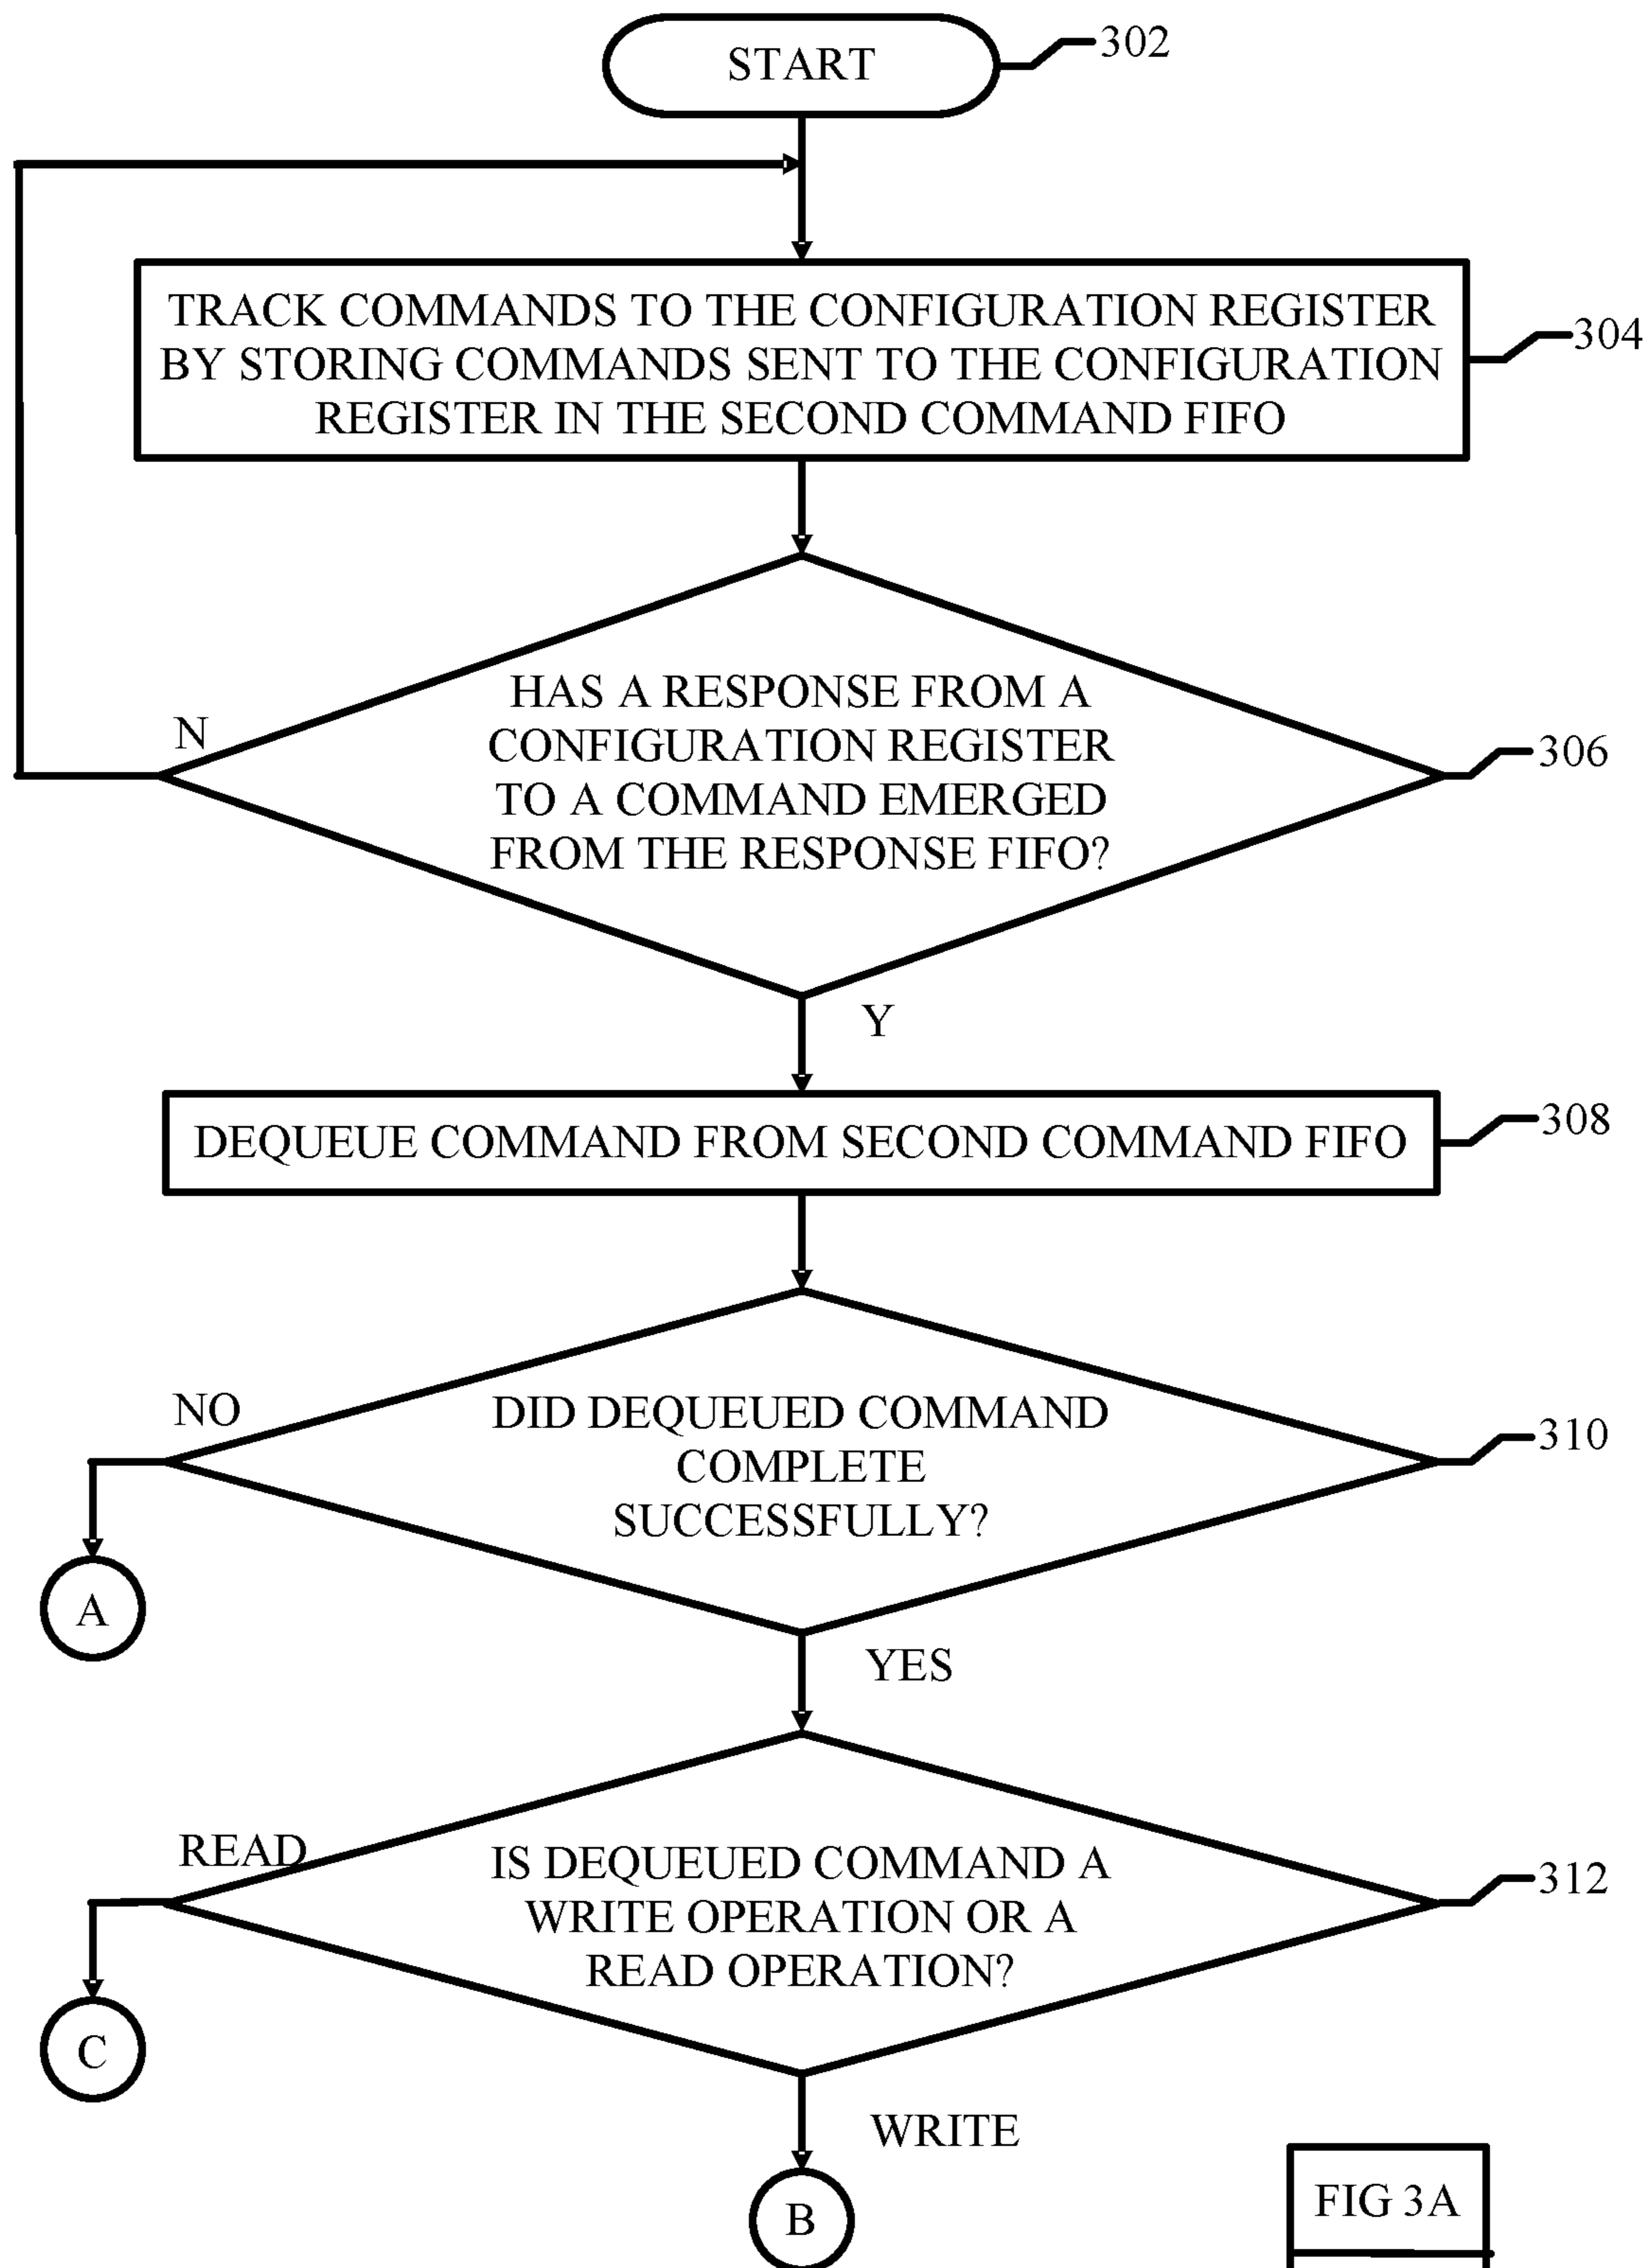 START
302
TRACK COMMANDS TO THE CONFIGURATION REGISTER
BY STORING COMMANDS SENT TO THE CONFIGURATION
REGISTER IN THE SECOND COMMAND FIFO
304
HAS A RESPONSE FROM A
CONFIGURATION REGISTER
TO A COMMAND EMERGED
FROM THE RESPONSE FIFO?
N
306
Y
DEQUEUE COMMAND FROM SECOND COMMAND FIFO
308
NO
DID DEQUEUED COMMAND
COMPLETE
SUCCESSFULLY?
310
A
YES
READ
IS DEQUEUED COMMAND A
WRITE OPERATION OR A
READ OPERATION?
312
C
WRITE
B
FIG 3A